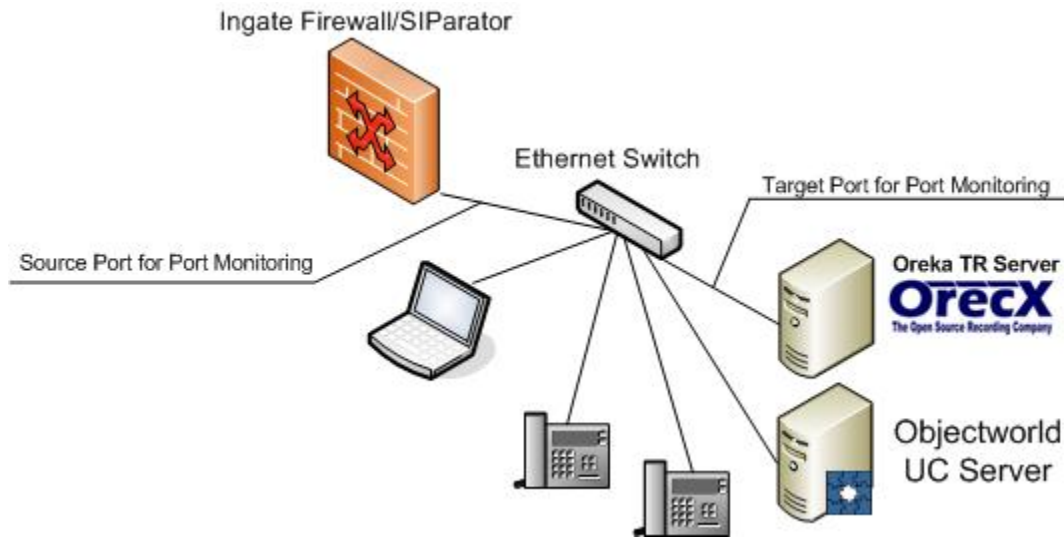 Ingate Firewall/SIParator
Ethernet Switch
Target Port for Port Monitoring
Source Port for Port Monitoring
Oreka TR Server
OrecX
The Open Source Recording Company
Objectworld
UC Server